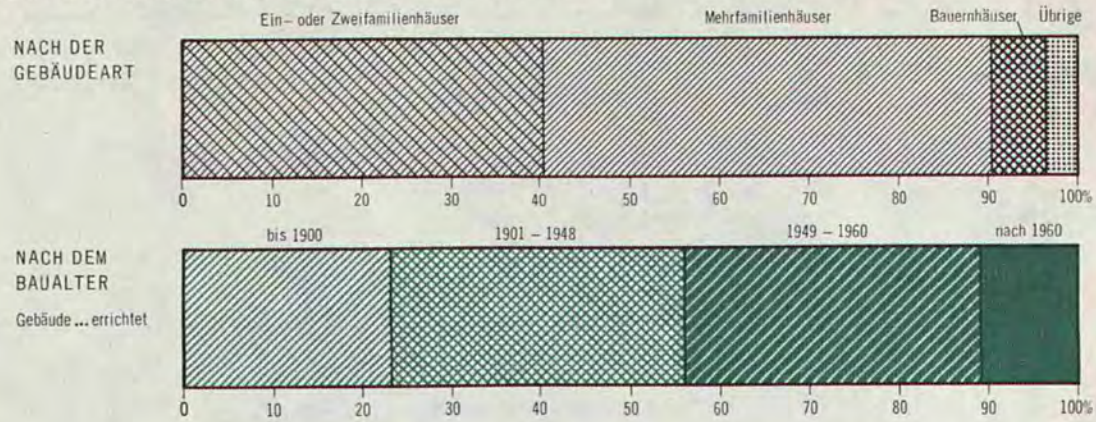 Ein- oder Zweifamilienhäuser Mehrfamilienhäuser Bauernhäuser Übrige
NACH DER
GEBÄUDEART
0 10 20 30 40 50 60 70 80 90 100%
bis 1900 1901 – 1948 1949 – 1960 nach 1960
NACH DEM
BAUALTER
Gebäude ... errichtet
0 10 20 30 40 50 60 70 80 90 100%